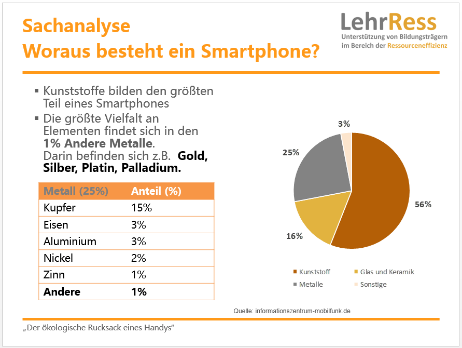 Sachanalyse
Woraus besteht ein Smartphone?
LehrRess
Unterstützung von Bildungsträgern
im Bereich der Ressourceneffizienz
▪ Kunststoffe bilden den größten
Teil eines Smartphones
▪ Die größte Vielfalt an
Elementen findet sich in den
1% Andere Metalle.
Darin befinden sich z.B. Gold,
Silber, Platin, Palladium.
Metall (25%) Anteil (%)
Kupfer 15%
Eisen 3%
Aluminium 3%
Nickel 2%
Zinn 1%
Andere 1%
3%
25%
56%
16%
Kunststoff Glas und Keramik
Metalle Sonstige
Quelle: informationszentrum-mobilfunk.de
„Der ökologische Rucksack eines Handys“